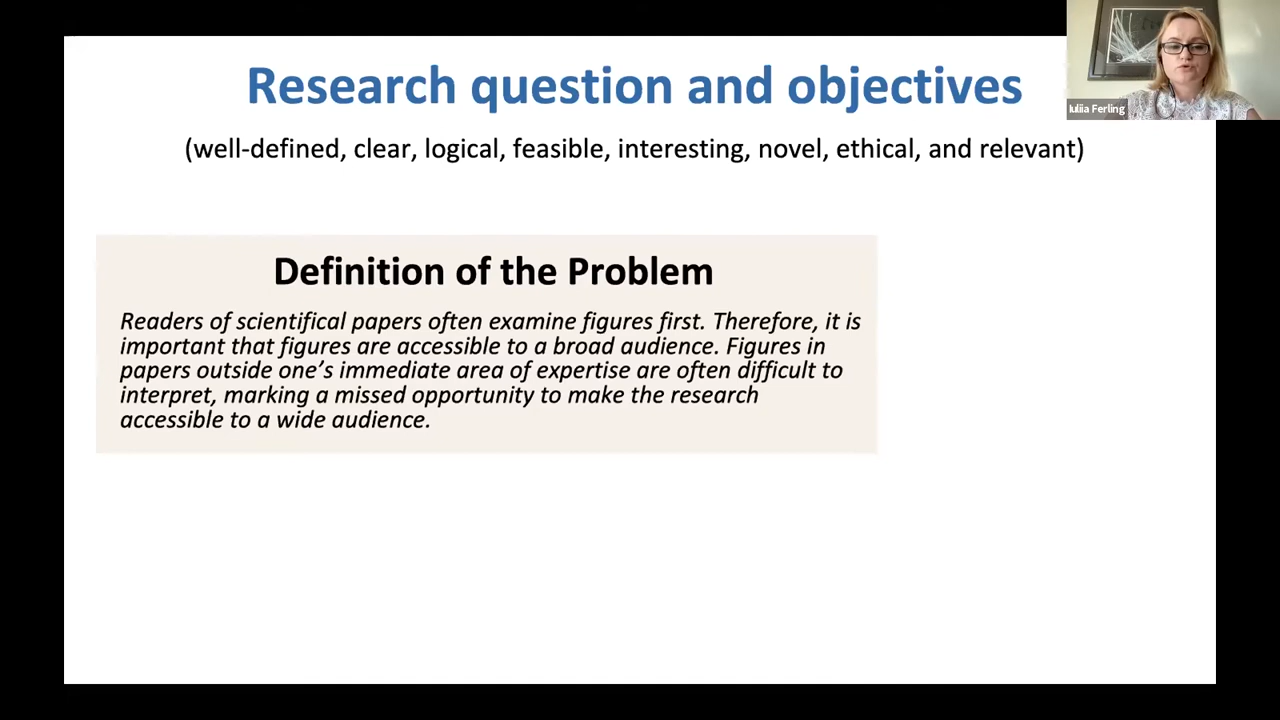 Research question and objectives
(well-defined, clear, logical, feasible, interesting, novel, ethical, and relevant)
Iuliia Ferling
Definition of the Problem
Readers of scientifical papers often examine figures first. Therefore, it is
important that figures are accessible to a broad audience. Figures in
papers outside one’s immediate area of expertise are often difficult to
interpret, marking a missed opportunity to make the research
accessible to a wide audience.